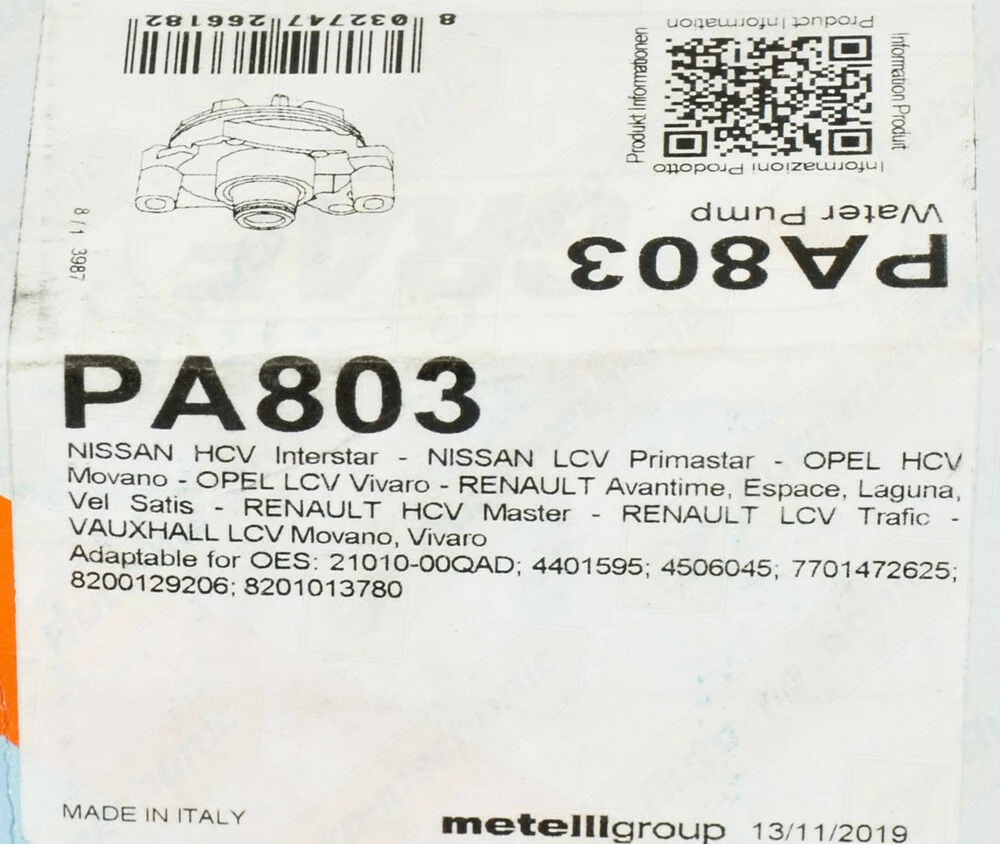 8 032747 266182
Product Information
Produkt Informationen
Information Produit
Informazioni Prodotto
Water Pump
PA803
8 / 1 3987
PA803
NISSAN HCV Interstar - NISSAN LCV Primastar - OPEL HCV
Movano - OPEL LCV Vivaro - RENAULT Avantime, Espace, Laguna,
Vel Satis - RENAULT HCV Master - RENAULT LCV Trafic -
VAUXHALL LCV Movano, Vivaro
Adaptable for OES: 21010-00QAD; 4401595; 4506045; 7701472625;
8200129206; 8201013780
MADE IN ITALY
metelligroup 13/11/2019